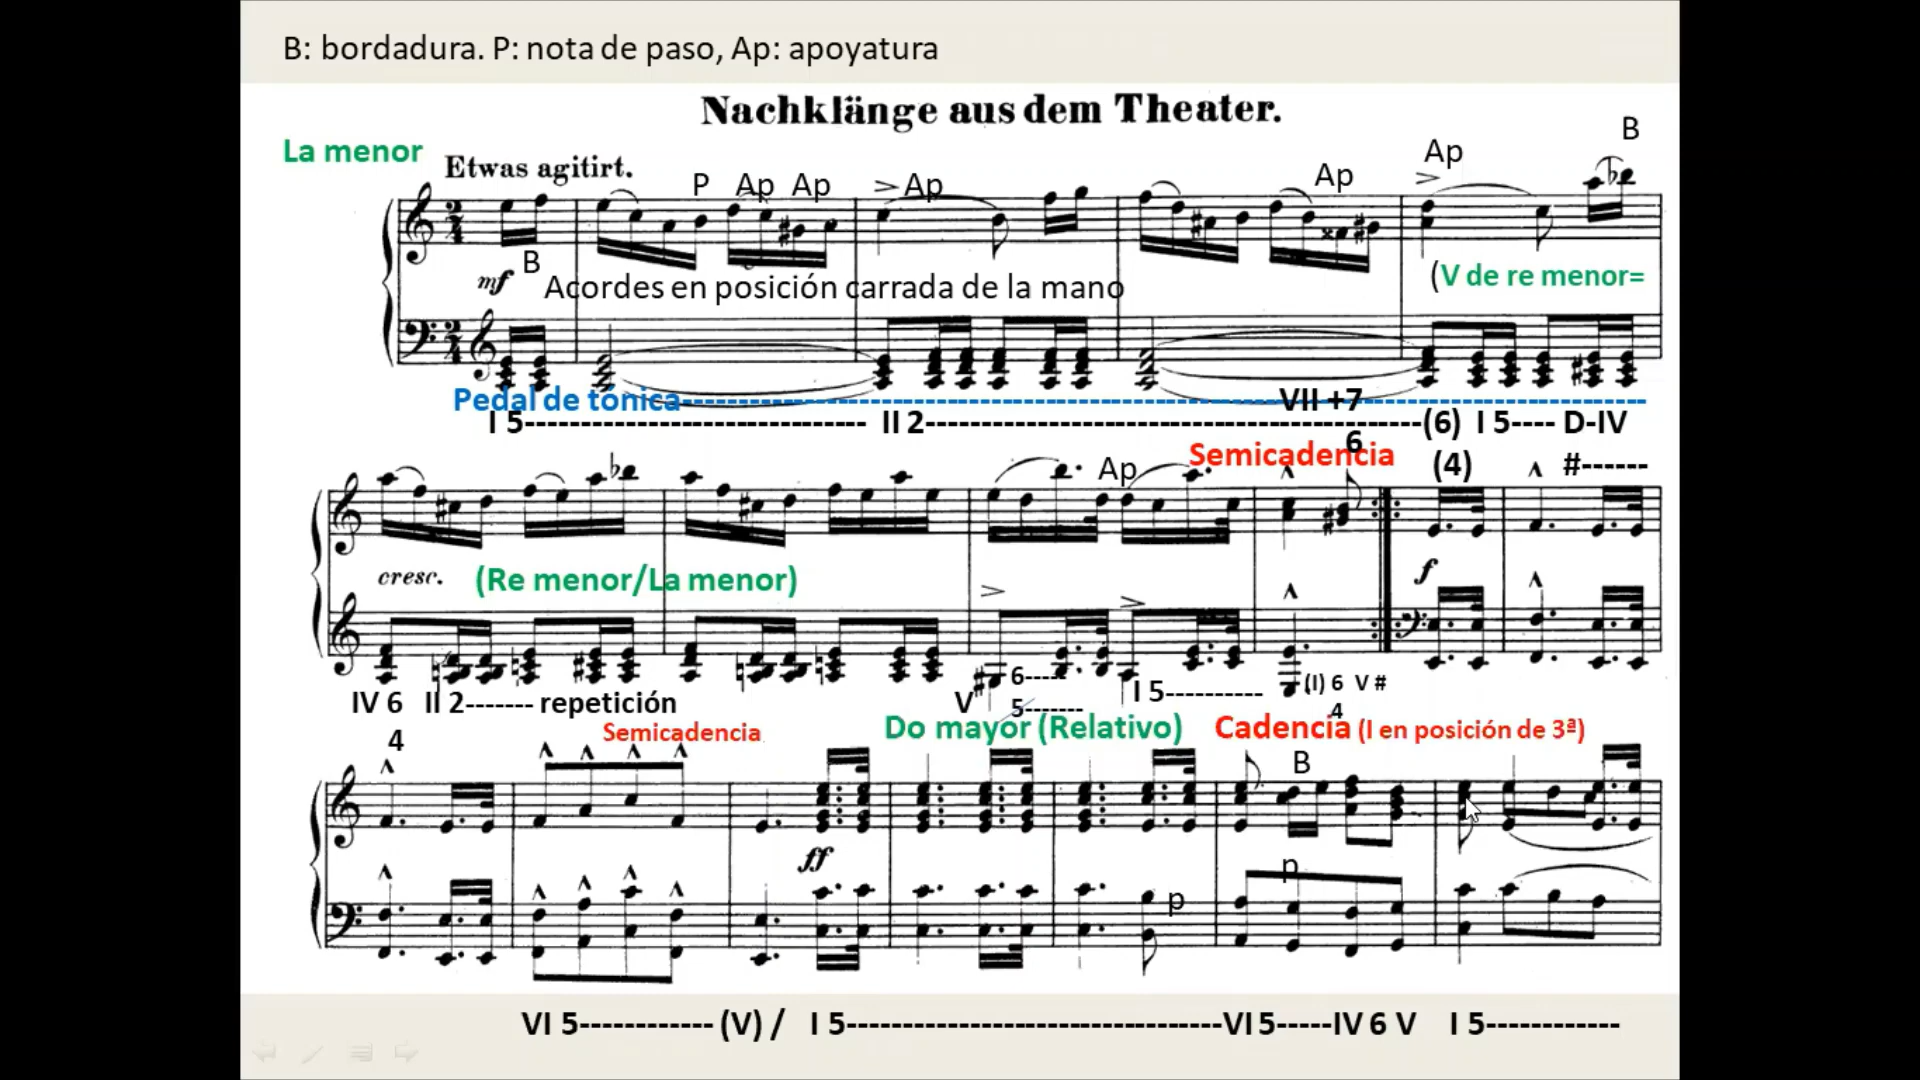 B: bordadura. P: nota de paso, Ap: apoyatura
Nachklänge aus dem Theater.
La menor
Etwas agitirt.
P Ap Ap Ap Ap Ap B
mf B Acordes en posición carrada de la mano (V de re menor=
Pedal de tónica-----------------------------------------------------------------
VII +7
I 5------------------------------ II 2-------------------------------------------(6) I 5---- D-IV
6
Semicadencia (4) #------
Ap
cresc. (Re menor/La menor) f
IV 6 II 2------- repetición V 6----- I 5---------- (I) 6 V #
4 5------- 4
Semicadencia Do mayor (Relativo) Cadencia (I en posición de 3ª)
B
ff
p
p
VI 5------------ (V) / I 5----------------------------------VI 5-----IV 6 V I 5------------